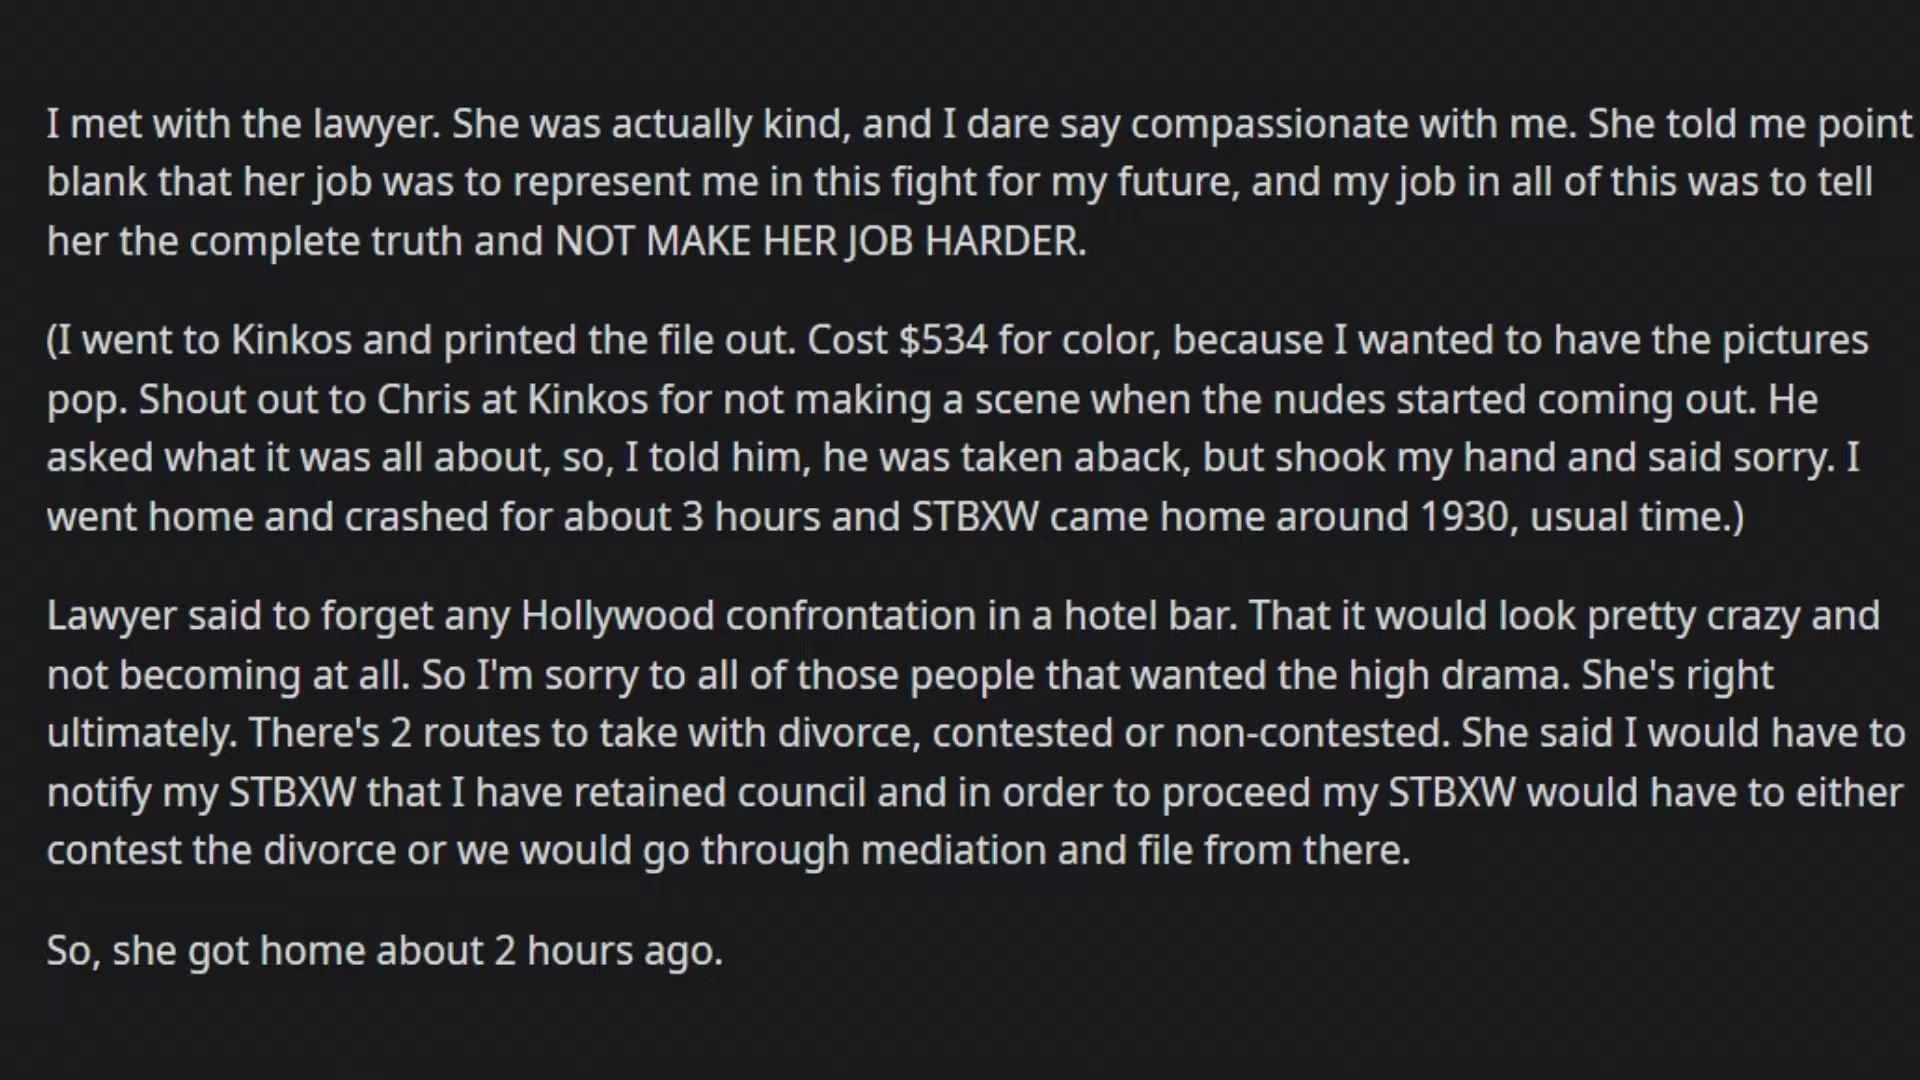 I met with the lawyer. She was actually kind, and I dare say compassionate with me. She told me point
blank that her job was to represent me in this fight for my future, and my job in all of this was to tell
her the complete truth and NOT MAKE HER JOB HARDER.
(I went to Kinkos and printed the file out. Cost $534 for color, because I wanted to have the pictures
pop. Shout out to Chris at Kinkos for not making a scene when the nudes started coming out. He
asked what it was all about, so, I told him, he was taken aback, but shook my hand and said sorry. I
went home and crashed for about 3 hours and STBXW came home around 1930, usual time.)
Lawyer said to forget any Hollywood confrontation in a hotel bar. That it would look pretty crazy and
not becoming at all. So I'm sorry to all of those people that wanted the high drama. She's right
ultimately. There's 2 routes to take with divorce, contested or non-contested. She said I would have to
notify my STBXW that I have retained council and in order to proceed my STBXW would have to either
contest the divorce or we would go through mediation and file from there.
So, she got home about 2 hours ago.